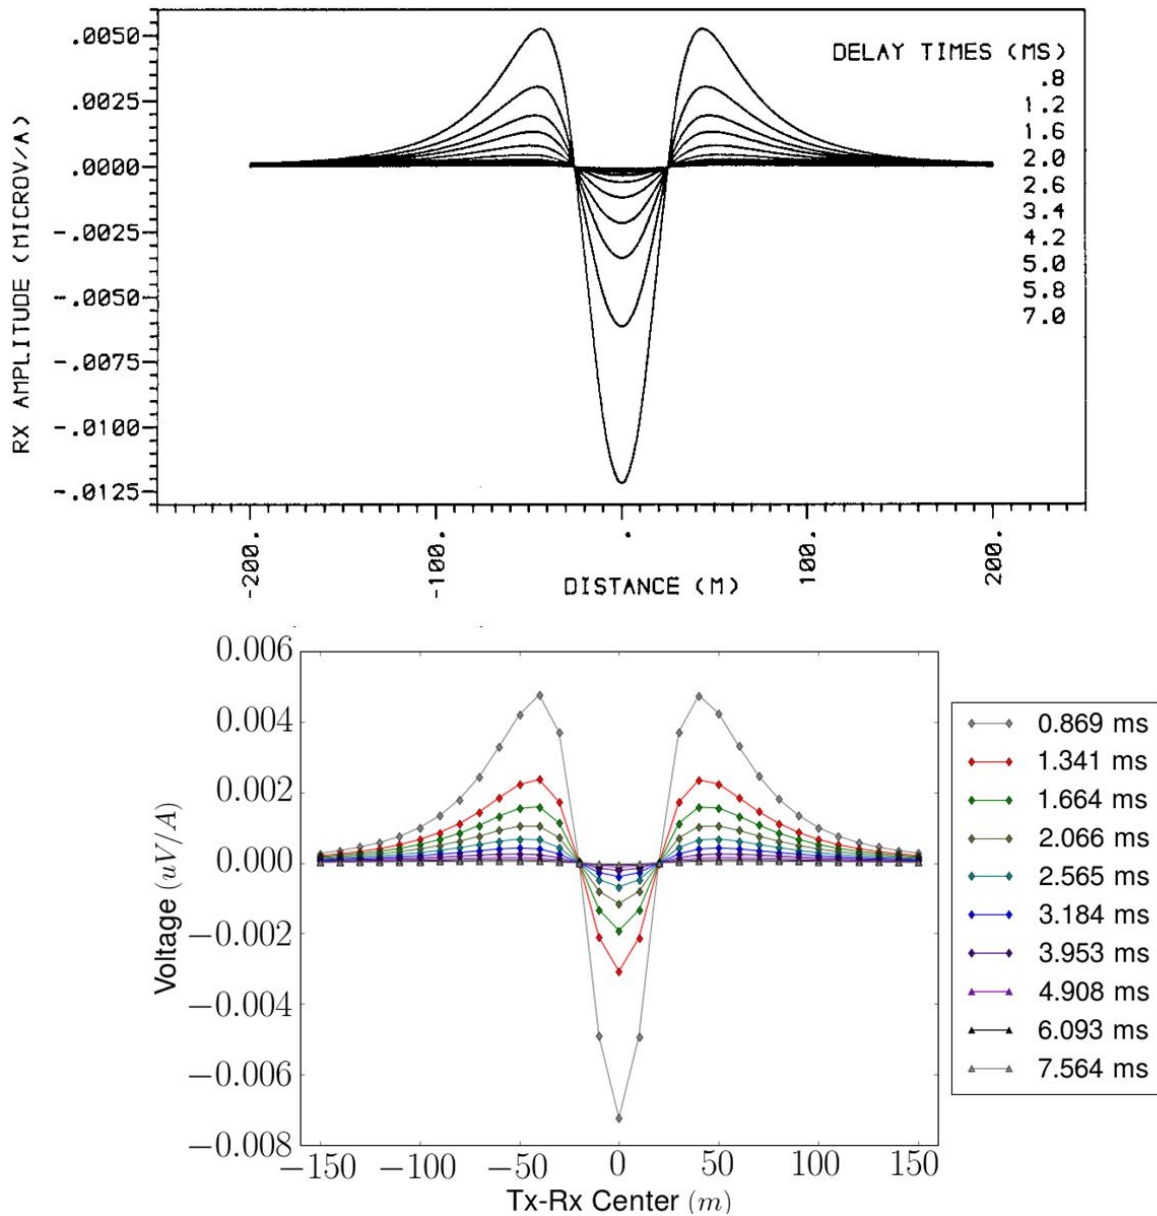 .0050
.0025
.0000
-.0025
-.0050
-.0075
-.0100
-.0125
RX AMPLITUDE (MICROV/A)
DELAY TIMES (MS)
.8
1.2
1.6
2.0
2.6
3.4
4.2
5.0
5.8
7.0
-200.
-100.
.
100.
200.
DISTANCE (M)
0.006
0.004
0.002
0.000
−0.002
−0.004
−0.006
−0.008
Voltage (uV/A)
−150
−100
−50
0
50
100
150
Tx-Rx Center (m)
0.869 ms
1.341 ms
1.664 ms
2.066 ms
2.565 ms
3.184 ms
3.953 ms
4.908 ms
6.093 ms
7.564 ms